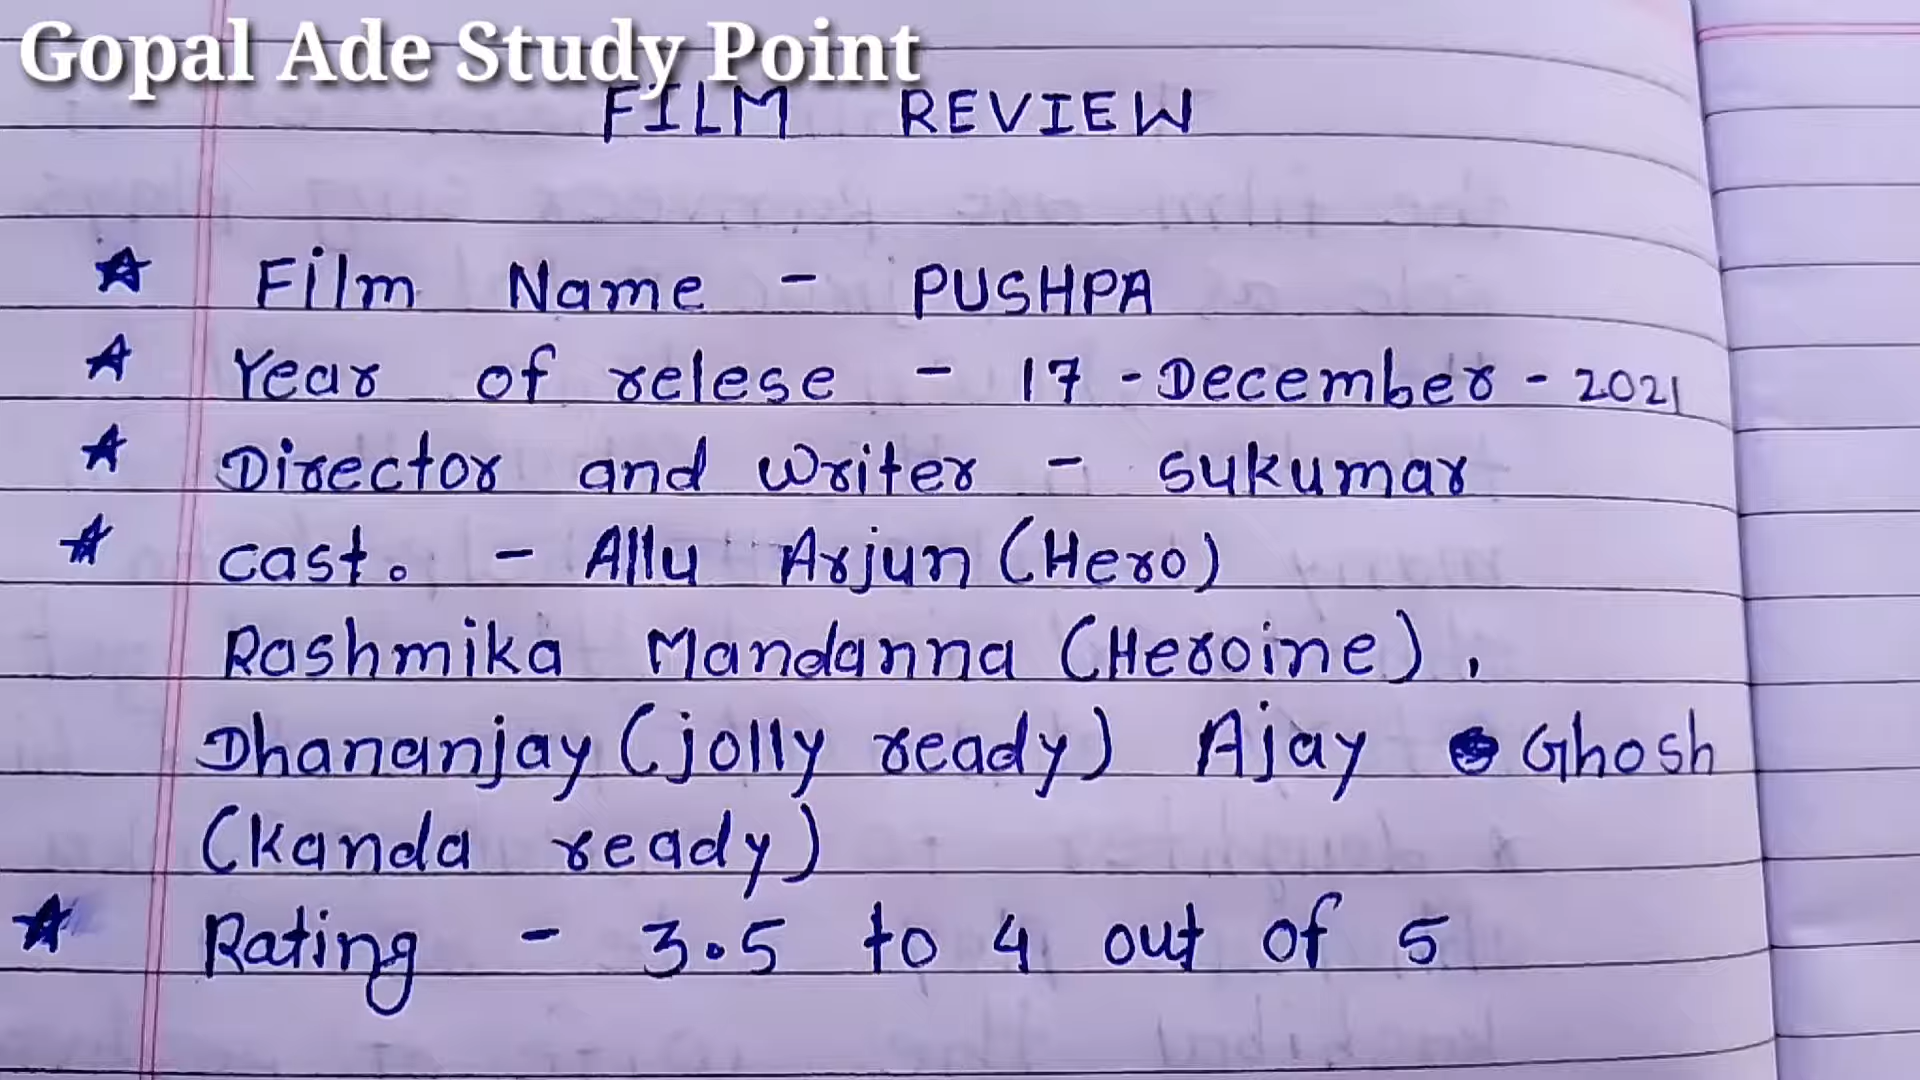 Gopal Ade Study Point
FILM REVIEW
Film Name - PUSHPA
Year of relese - 17-December-2021
Director and writer - sukumar
cast. - Allu Arjun (Hero)
Rashmika Mandanna (Heroine),
Dhananjay (jolly ready) Ajay Ghosh
(kanda ready)
Rating - 3.5 to 4 out of 5